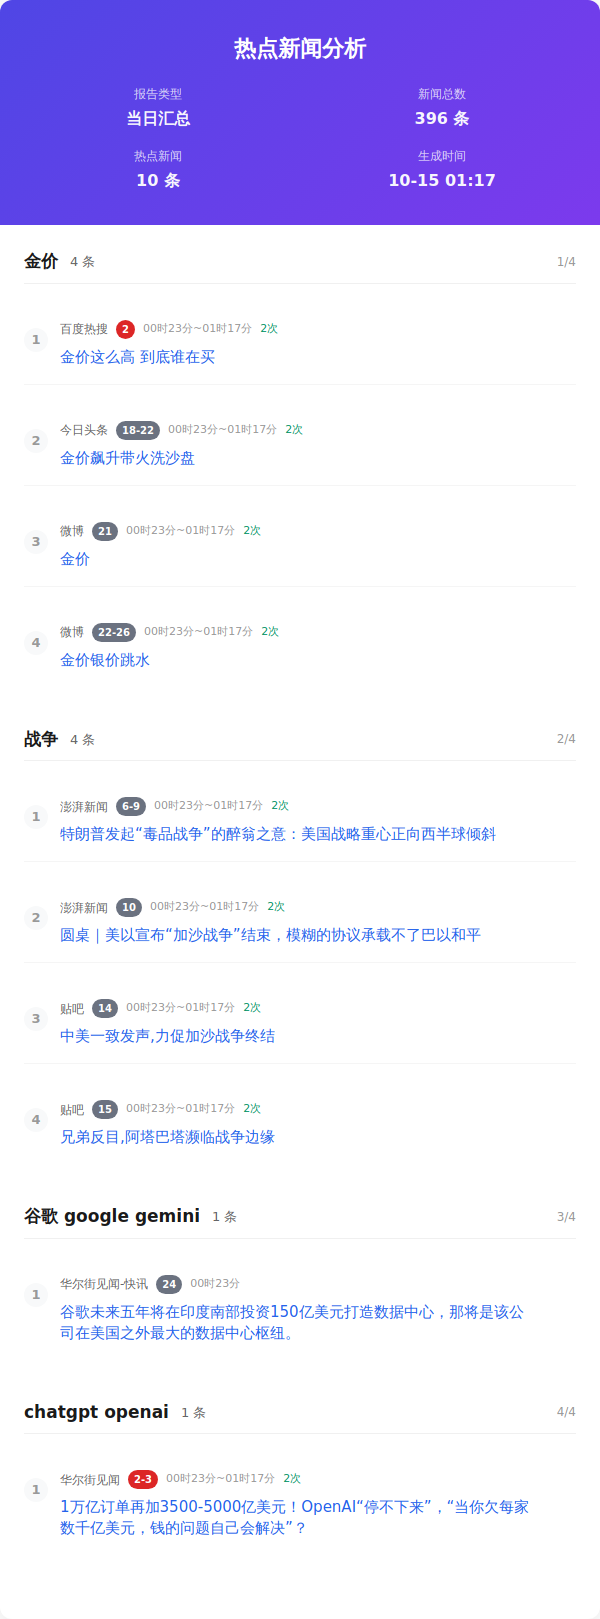 热点新闻分析
报告类型
新闻总数
当日汇总
396 条
热点新闻
生成时间
10 条
10-15 01:17
金价 4 条 1/4
1 百度热搜 2 00时23分~01时17分 2次
金价这么高 到底谁在买
2 今日头条 18-22 00时23分~01时17分 2次
金价飙升带火洗沙盘
3 微博 21 00时23分~01时17分 2次
金价
4 微博 22-26 00时23分~01时17分 2次
金价银价跳水
战争 4 条 2/4
1 澎湃新闻 6-9 00时23分~01时17分 2次
特朗普发起“毒品战争”的醉翁之意：美国战略重心正向西半球倾斜
2 澎湃新闻 10 00时23分~01时17分 2次
圆桌｜美以宣布“加沙战争”结束，模糊的协议承载不了巴以和平
3 贴吧 14 00时23分~01时17分 2次
中美一致发声,力促加沙战争终结
4 贴吧 15 00时23分~01时17分 2次
兄弟反目,阿塔巴塔濒临战争边缘
谷歌 google gemini 1 条 3/4
1 华尔街见闻-快讯 24 00时23分
谷歌未来五年将在印度南部投资150亿美元打造数据中心，那将是该公
司在美国之外最大的数据中心枢纽。
chatgpt openai 1 条 4/4
1 华尔街见闻 2-3 00时23分~01时17分 2次
1万亿订单再加3500-5000亿美元！OpenAI“停不下来”，“当你欠每家
数千亿美元，钱的问题自己会解决”？